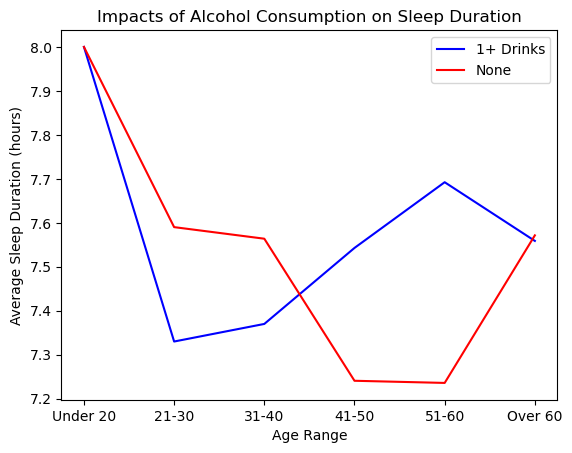 Impacts of Alcohol Consumption on Sleep Duration
1+ Drinks
None
Average Sleep Duration (hours)
8.0
7.9
7.8
7.7
7.6
7.5
7.4
7.3
7.2
Under 20 21-30 31-40 41-50 51-60 Over 60
Age Range